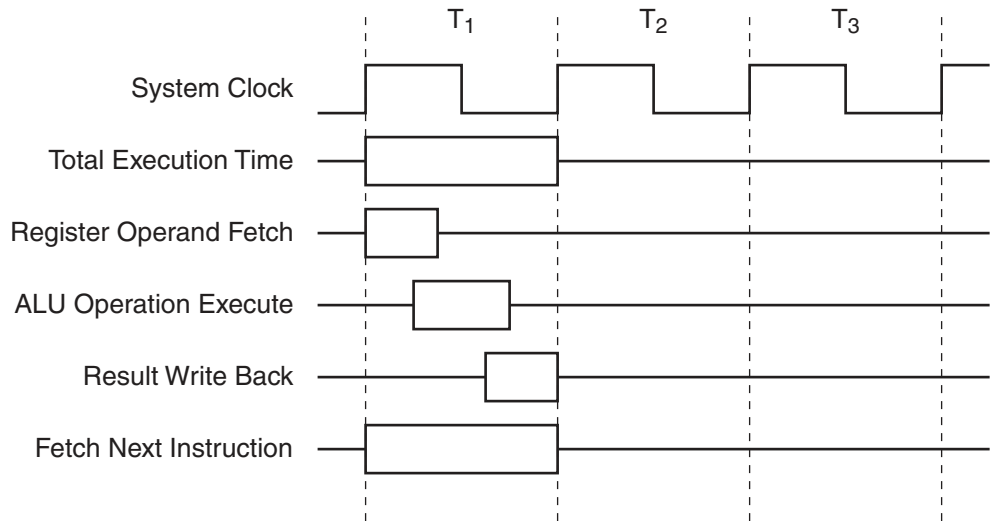 T1 T2 T3
System Clock
Total Execution Time
Register Operand Fetch
ALU Operation Execute
Result Write Back
Fetch Next Instruction